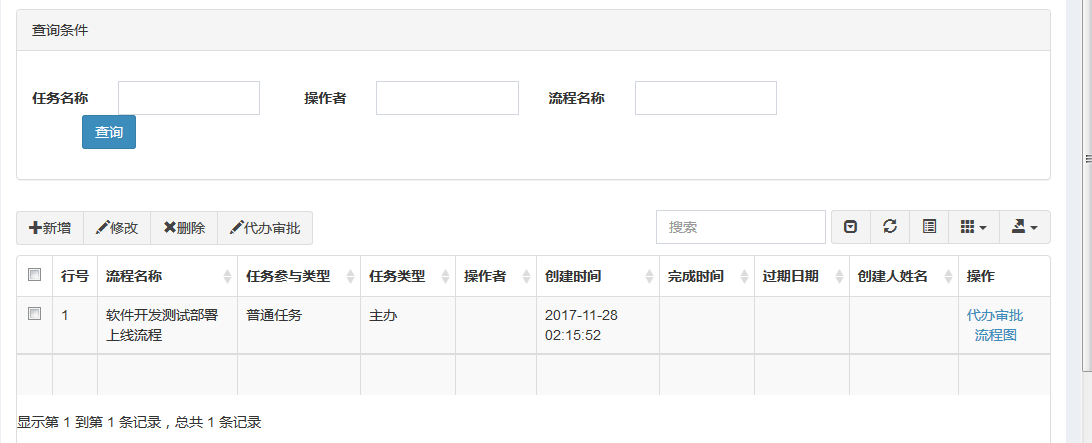 查询条件
任务名称 操作者 流程名称
查询
新增 修改 删除 代办审批 搜索
行号 流程名称 任务参与类型 任务类型 操作者 创建时间 完成时间 过期日期 创建人姓名 操作
1 软件开发测试部署 普通任务 主办 2017-11-28 代办审批
上线流程 02:15:52 流程图
显示第 1 到第 1 条记录，总共 1 条记录